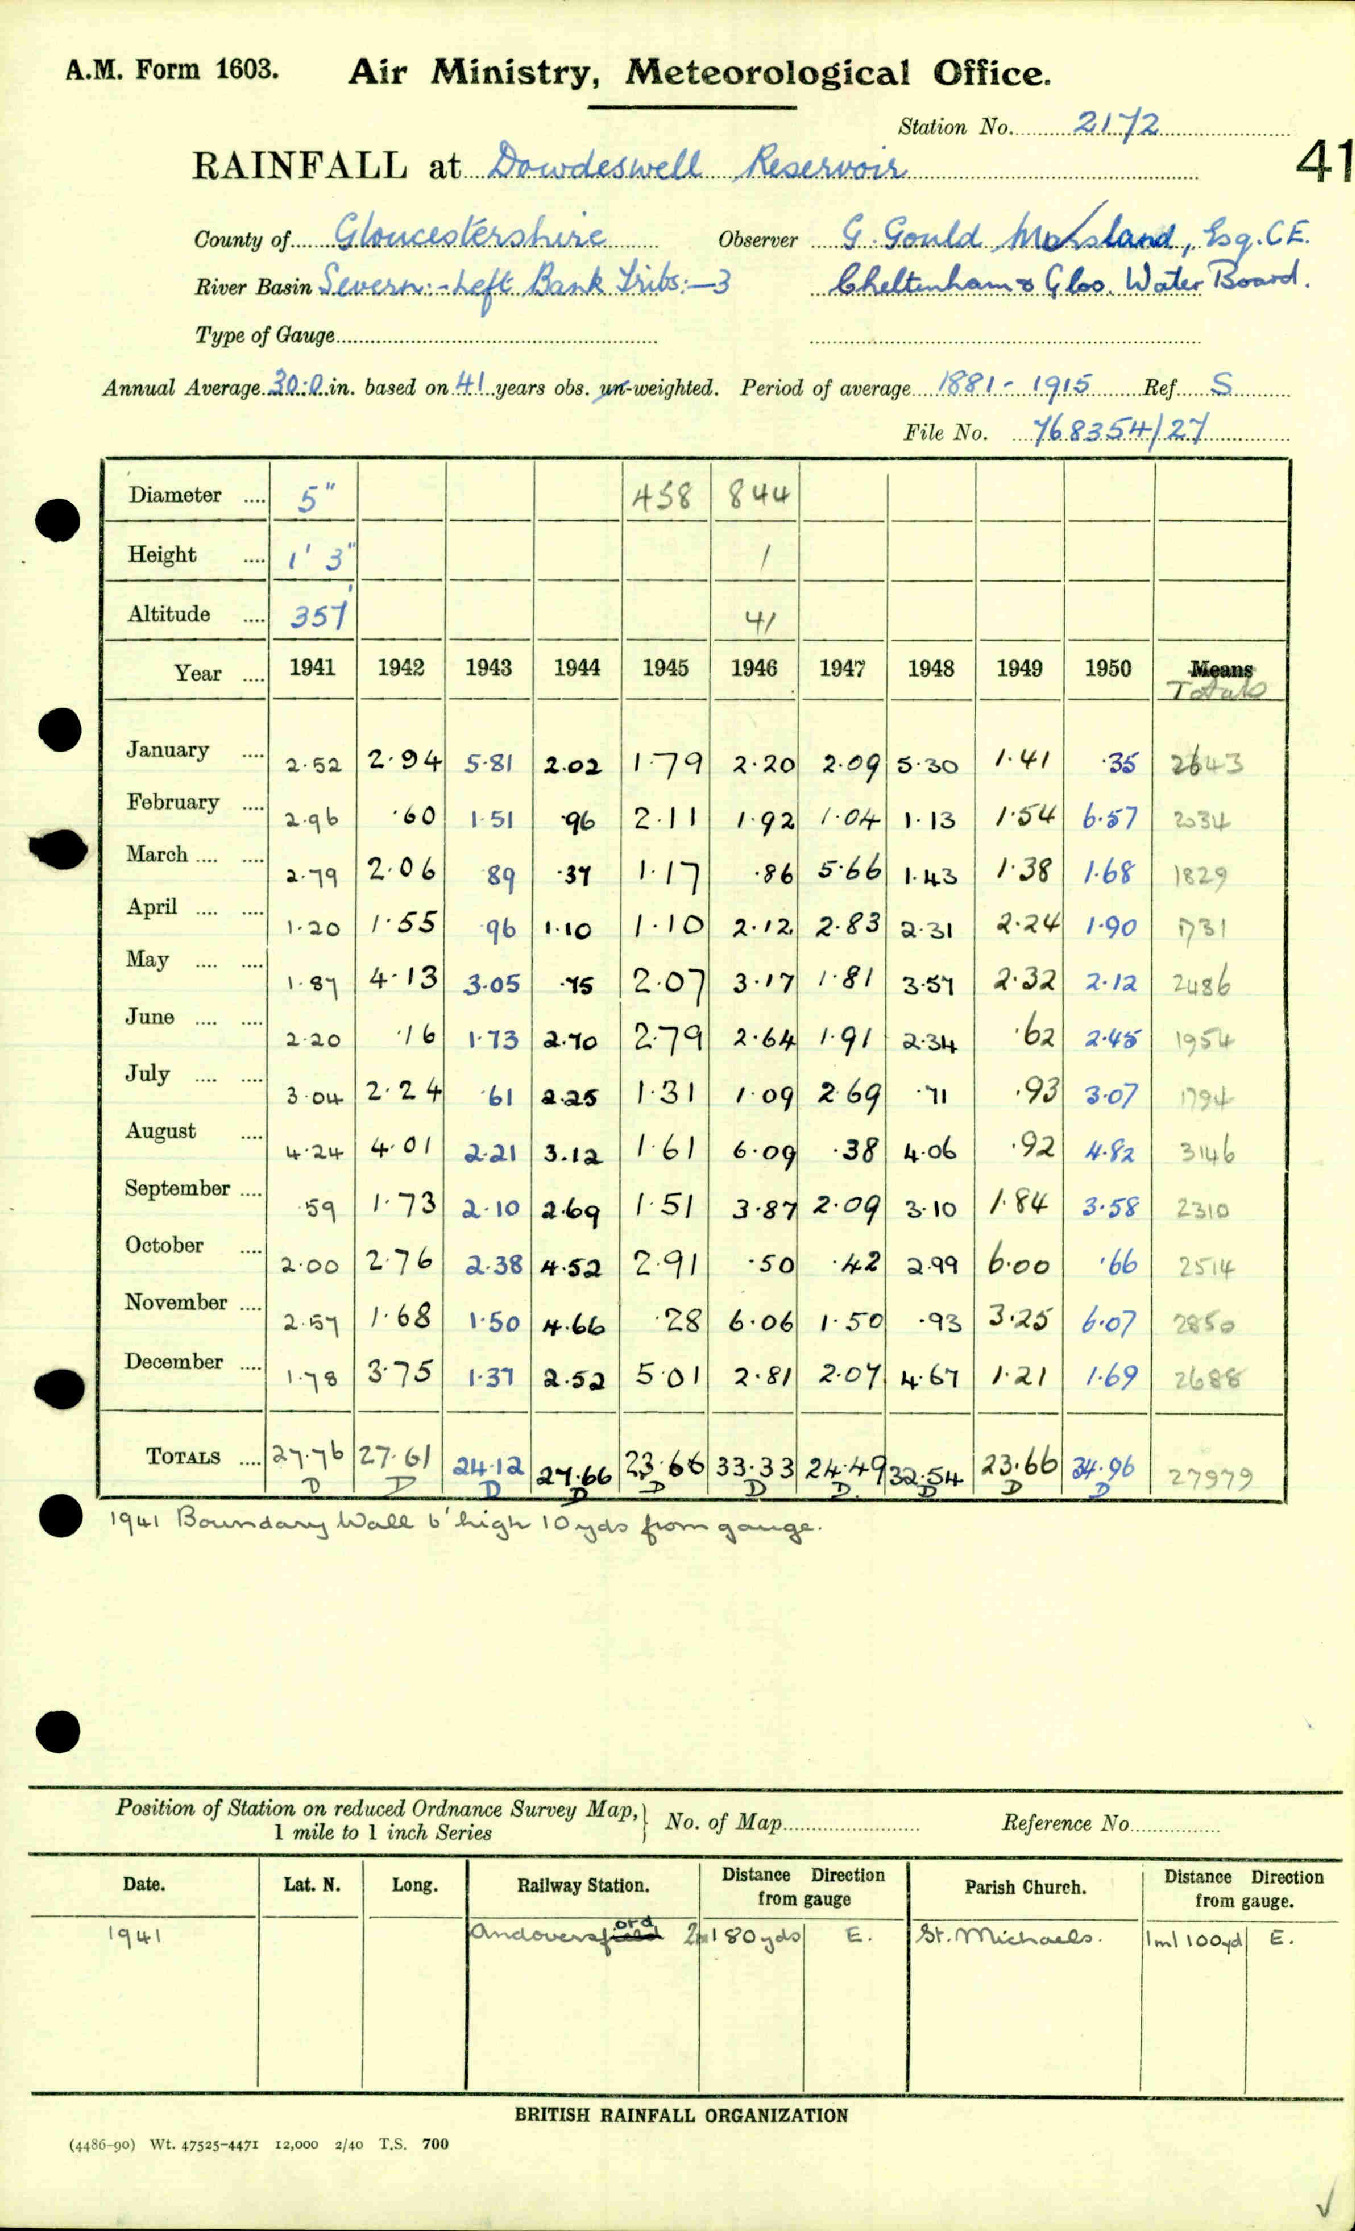 A.M. Form 1603. Air Ministry, Meteorological Office.
Station No. 2172
RAINFALL at Dowdeswell Reservoir 41
County of Gloucestershire Observer G. Gould Marsland, Esq. C.E.
River Basin Severn:-Left Bank Tribs:-3 Cheltenham & Glos. Water Board.
Type of Gauge
Annual Average 30.0 in. based on 41 years obs. un-weighted. Period of average 1881-1915 Ref. S
File No. 768354/27
Diameter .... 5" 458 844
Height .... 1' 3" 1
Altitude .... 357' 41
Year .... 1941 1942 1943 1944 1945 1946 1947 1948 1949 1950 Means Totals
January .... 2.52 2.94 5.81 2.02 1.79 2.20 2.09 5.30 1.41 .35 2643
February .... 2.96 .60 1.51 .96 2.11 1.92 1.04 1.13 1.54 6.57 2034
March .... .... 2.79 2.06 .89 .37 1.17 .86 5.66 1.43 1.38 1.68 1829
April .... .... 1.20 1.55 .96 1.10 1.10 2.12 2.83 2.31 2.24 1.90 1731
May .... .... 1.87 4.13 3.05 .75 2.07 3.17 1.81 3.57 2.32 2.12 2486
June .... .... 2.20 .16 1.73 2.70 2.79 2.64 1.91 2.34 .62 2.45 1954
July .... .... 3.04 2.24 .61 2.25 1.31 1.09 2.69 .71 .93 3.07 1794
August .... 4.24 4.01 2.21 3.12 1.61 6.09 .38 4.06 .92 4.82 3146
September .... .59 1.73 2.10 2.69 1.51 3.87 2.09 3.10 1.84 3.58 2310
October .... 2.00 2.76 2.38 4.52 2.91 .50 .42 2.99 6.00 .66 2514
November .... 2.57 1.68 1.50 4.66 .28 6.06 1.50 .93 3.25 6.07 2850
December .... 1.78 3.75 1.37 2.52 5.01 2.81 2.07 4.67 1.21 1.69 2688
TOTALS .... 27.76 27.61 24.12 27.66 23.66 33.33 24.49 32.54 23.66 34.96 27979
D D D D D D D D D D
1941 Boundary Wall 6' high 10 yds from gauge.
Position of Station on reduced Ordnance Survey Map, No. of Map Reference No.
1 mile to 1 inch Series
Date. Lat. N. Long. Railway Station. Distance Direction from gauge Parish Church. Distance Direction from gauge.
1941 Andoversford 2m 180 yds E. St. Michaels. 1ml 100yd E.
BRITISH RAINFALL ORGANIZATION
(4486-90) Wt. 47525-4471 12,000 2/40 T.S. 700